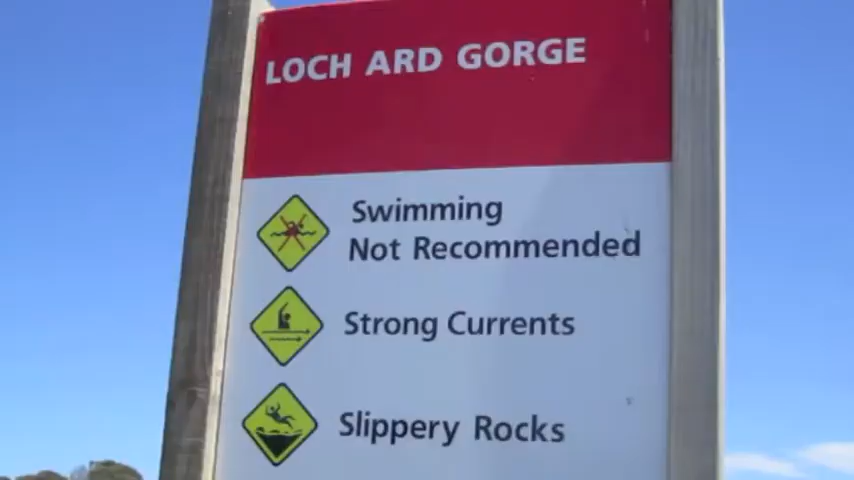 LOCH ARD GORGE
Swimming
Not Recommended
Strong Currents
Slippery Rocks